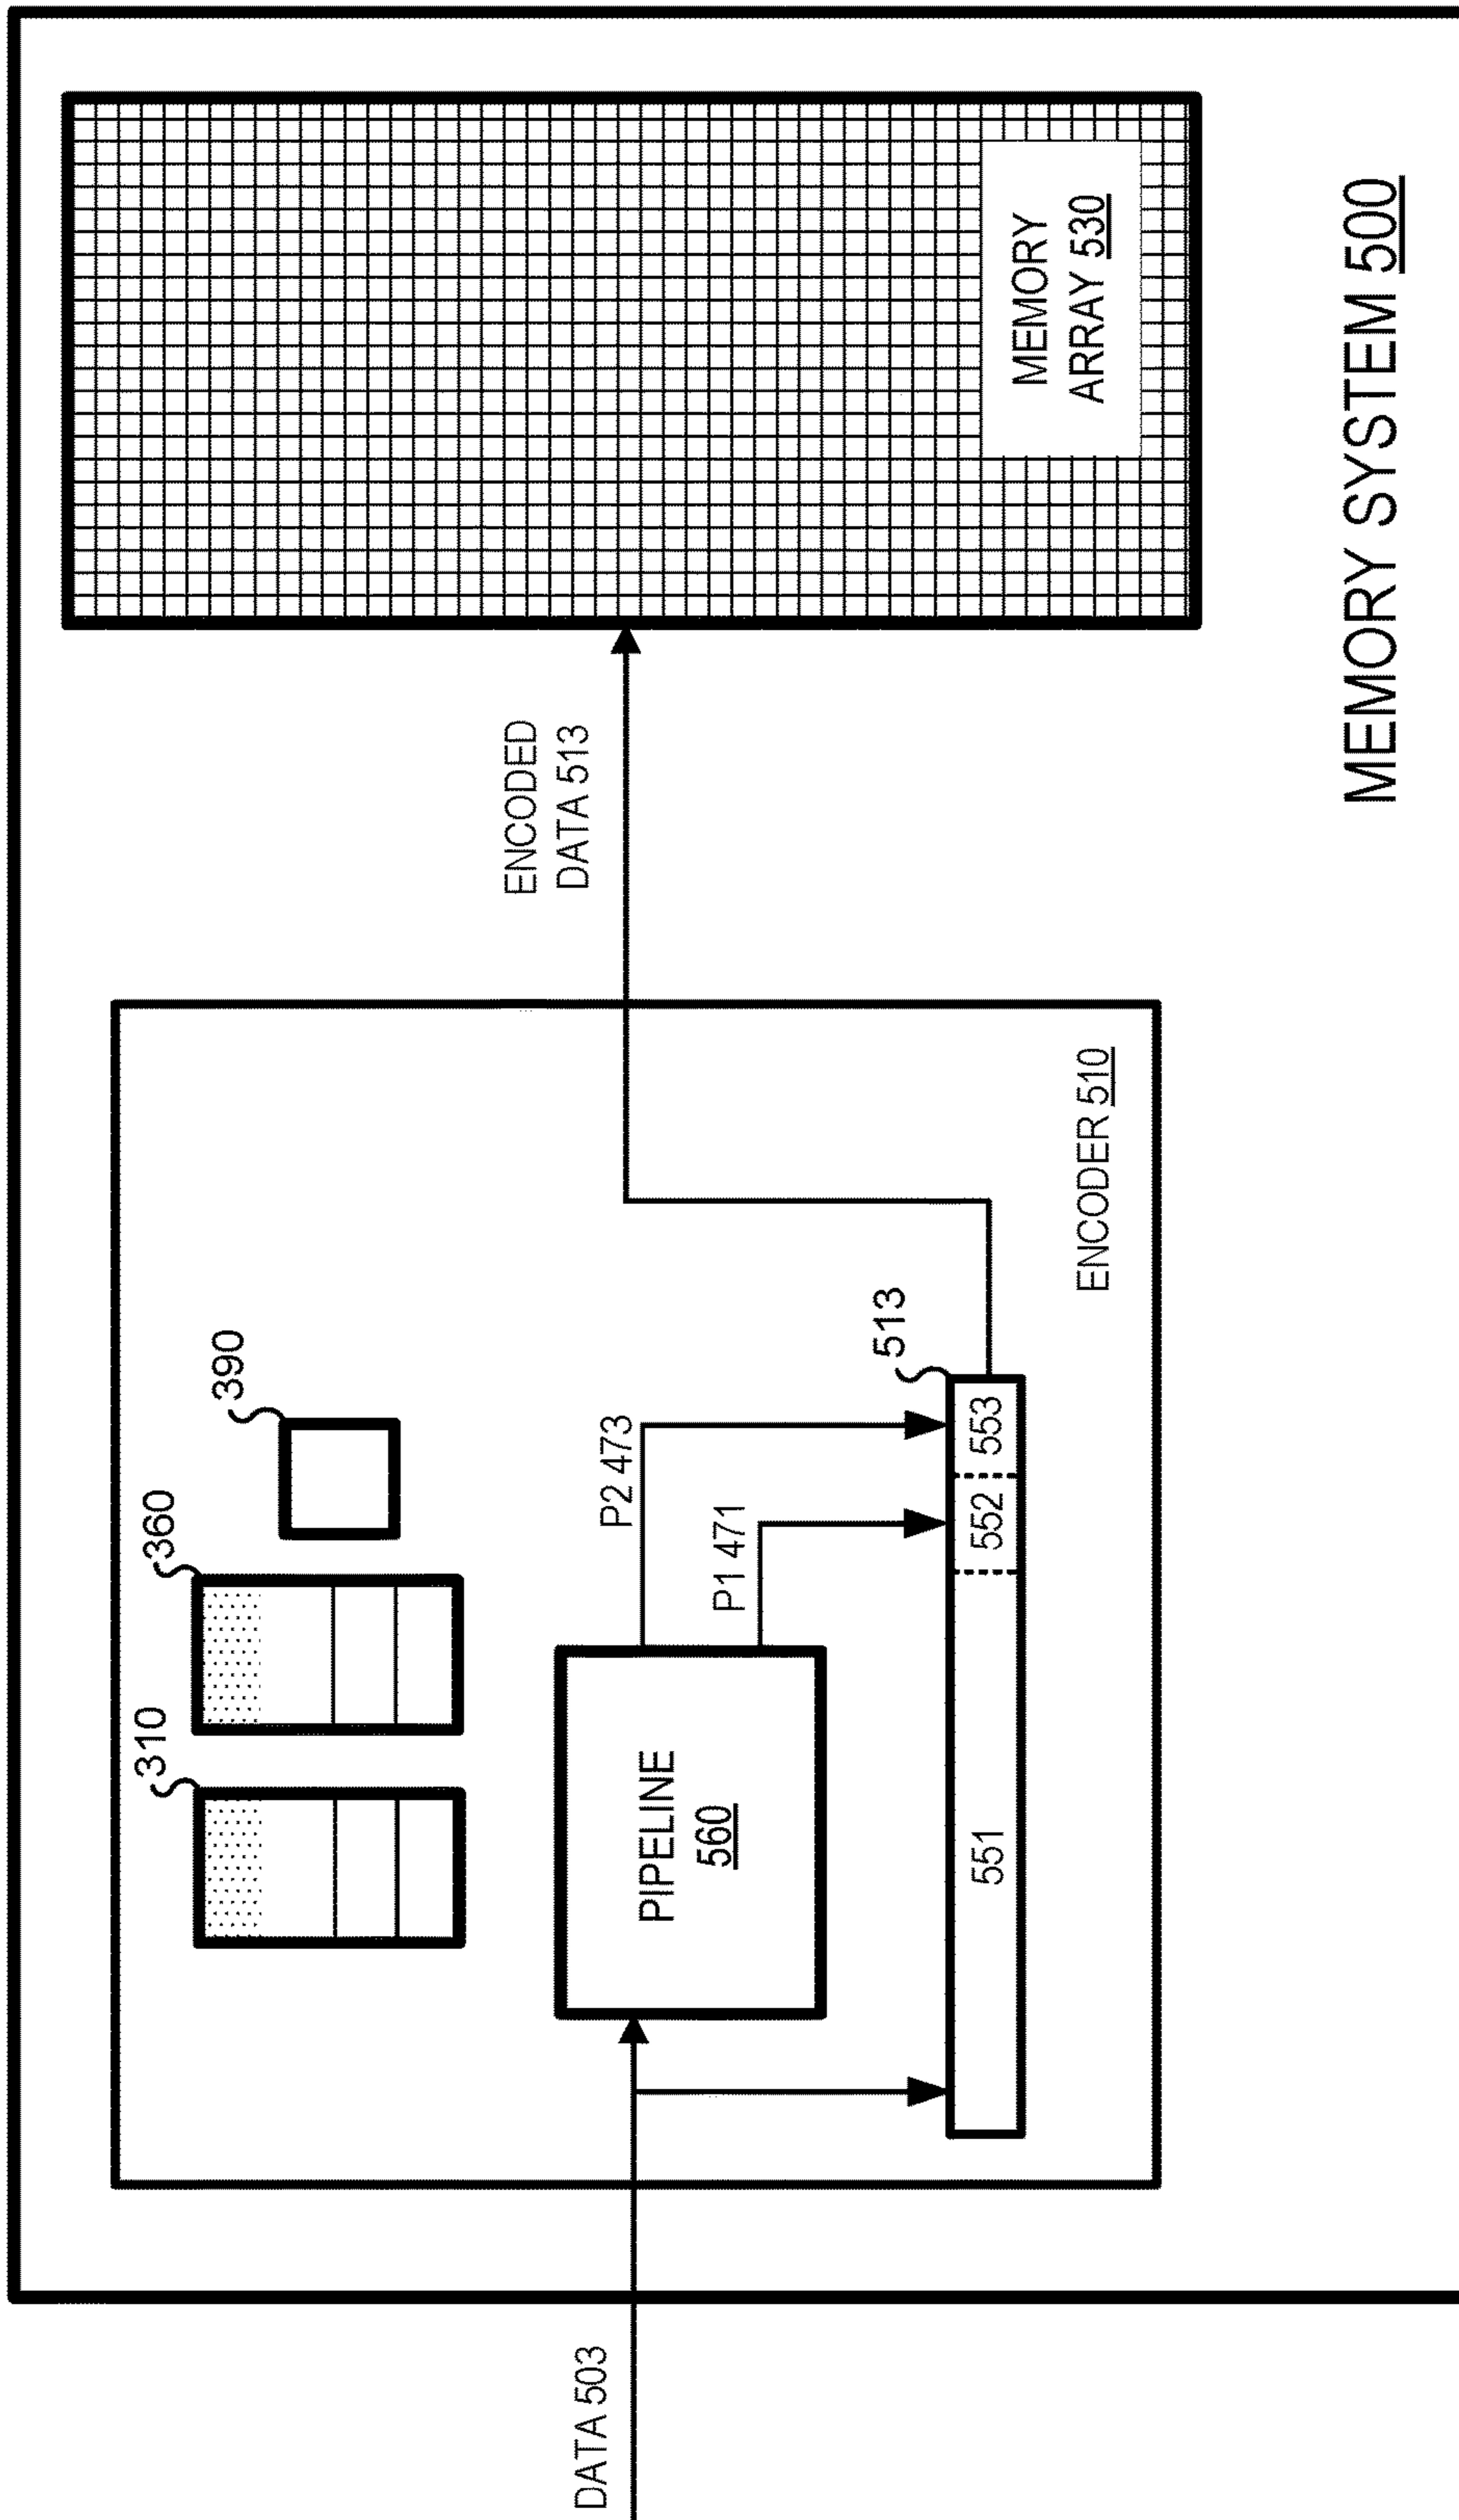 DATA 503
310
360
390
PIPELINE
560
P2 473
P1 471
513
551
552
553
ENCODER 510
ENCODED
DATA 513
MEMORY
ARRAY 530
MEMORY SYSTEM 500